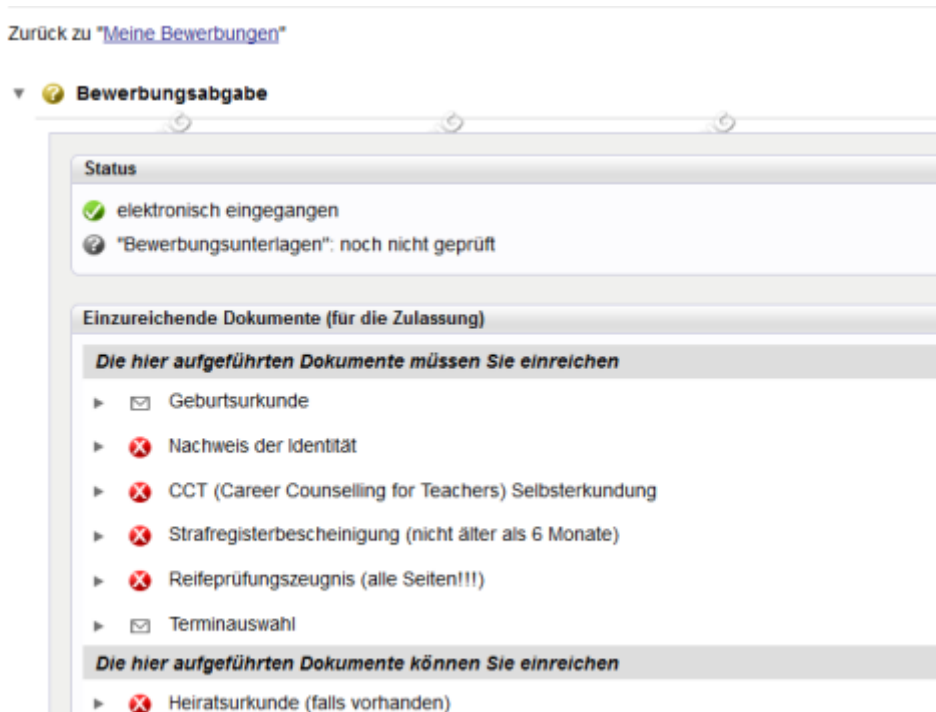 Zurück zu "Meine Bewerbungen"
Bewerbungsabgabe
Status
elektronisch eingegangen
"Bewerbungsunterlagen": noch nicht geprüft
Einzureichende Dokumente (für die Zulassung)
Die hier aufgeführten Dokumente müssen Sie einreichen
Geburtsurkunde
Nachweis der Identität
CCT (Career Counselling for Teachers) Selbsterkundung
Strafregisterbescheinigung (nicht älter als 6 Monate)
Reifeprüfungszeugnis (alle Seiten!!!)
Terminauswahl
Die hier aufgeführten Dokumente können Sie einreichen
Heiratsurkunde (falls vorhanden)